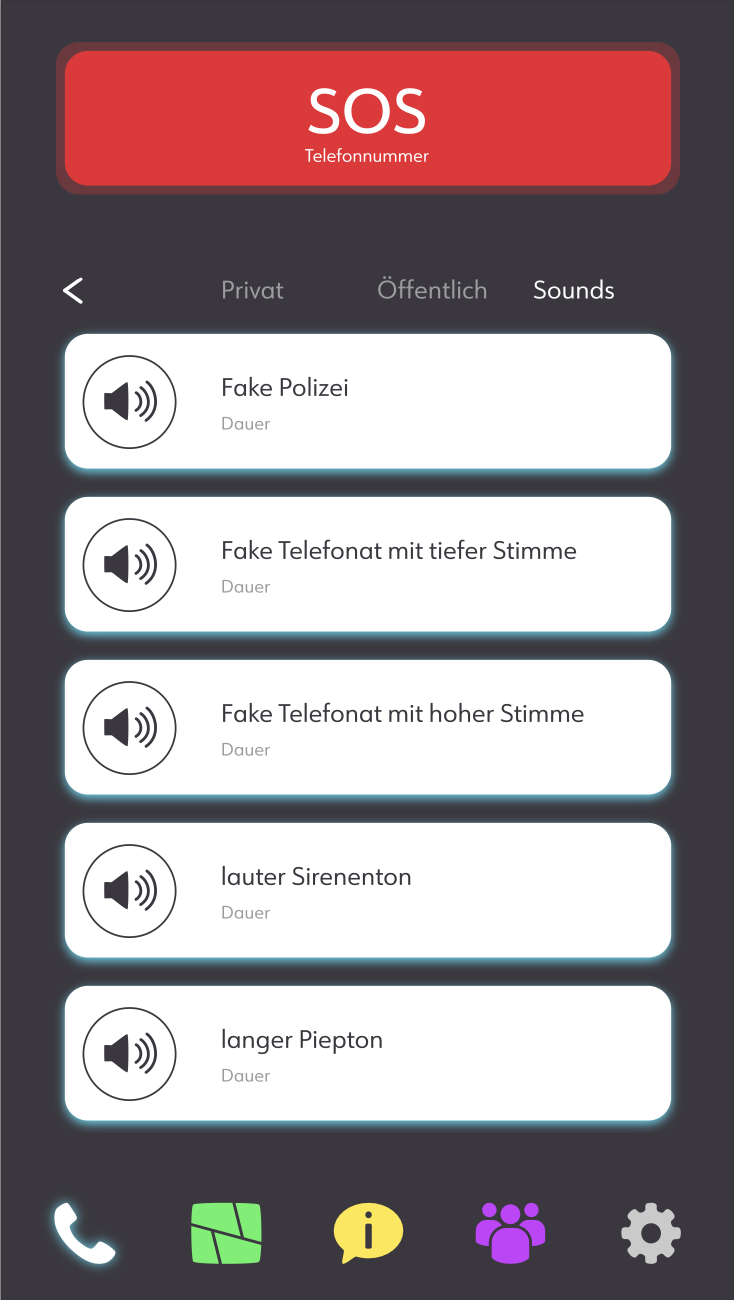 SOS
Telefonnummer
Privat Öffentlich Sounds
Fake Polizei
Dauer
Fake Telefonat mit tiefer Stimme
Dauer
Fake Telefonat mit hoher Stimme
Dauer
lauter Sirenenton
Dauer
langer Piepton
Dauer
i